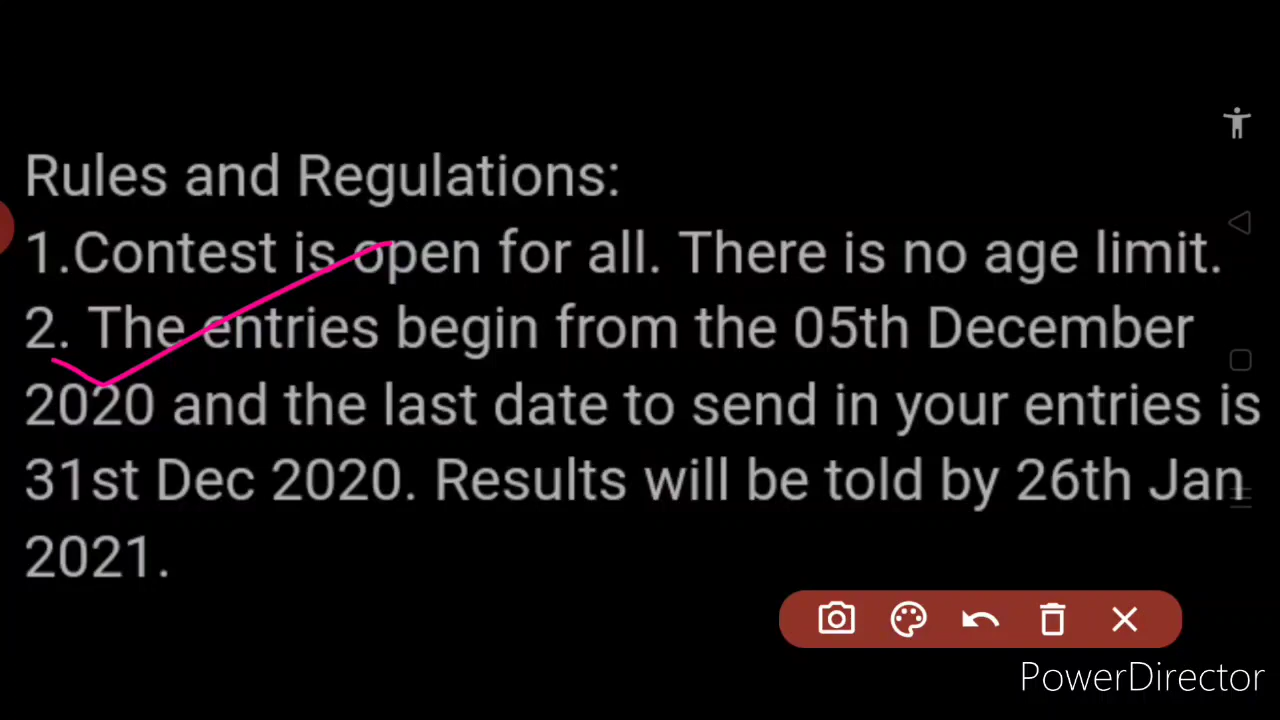 Rules and Regulations:
1.Contest is open for all. There is no age limit.
2. The entries begin from the 05th December
2020 and the last date to send in your entries is
31st Dec 2020. Results will be told by 26th Jan
2021.
PowerDirector